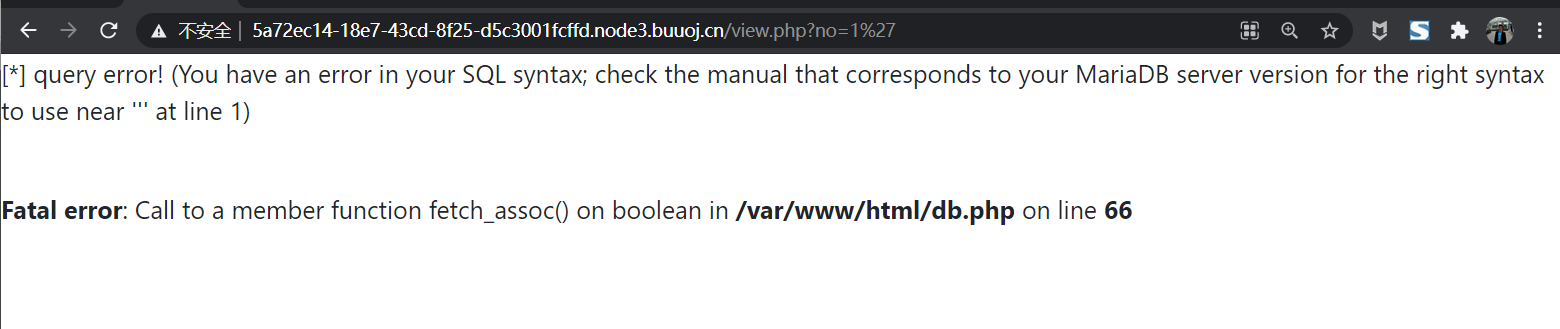 不安全 | 5a72ec14-18e7-43cd-8f25-d5c3001fcffd.node3.buuoj.cn/view.php?no=1%27
[*] query error! (You have an error in your SQL syntax; check the manual that corresponds to your MariaDB server version for the right syntax
to use near ''' at line 1)
Fatal error: Call to a member function fetch_assoc() on boolean in /var/www/html/db.php on line 66